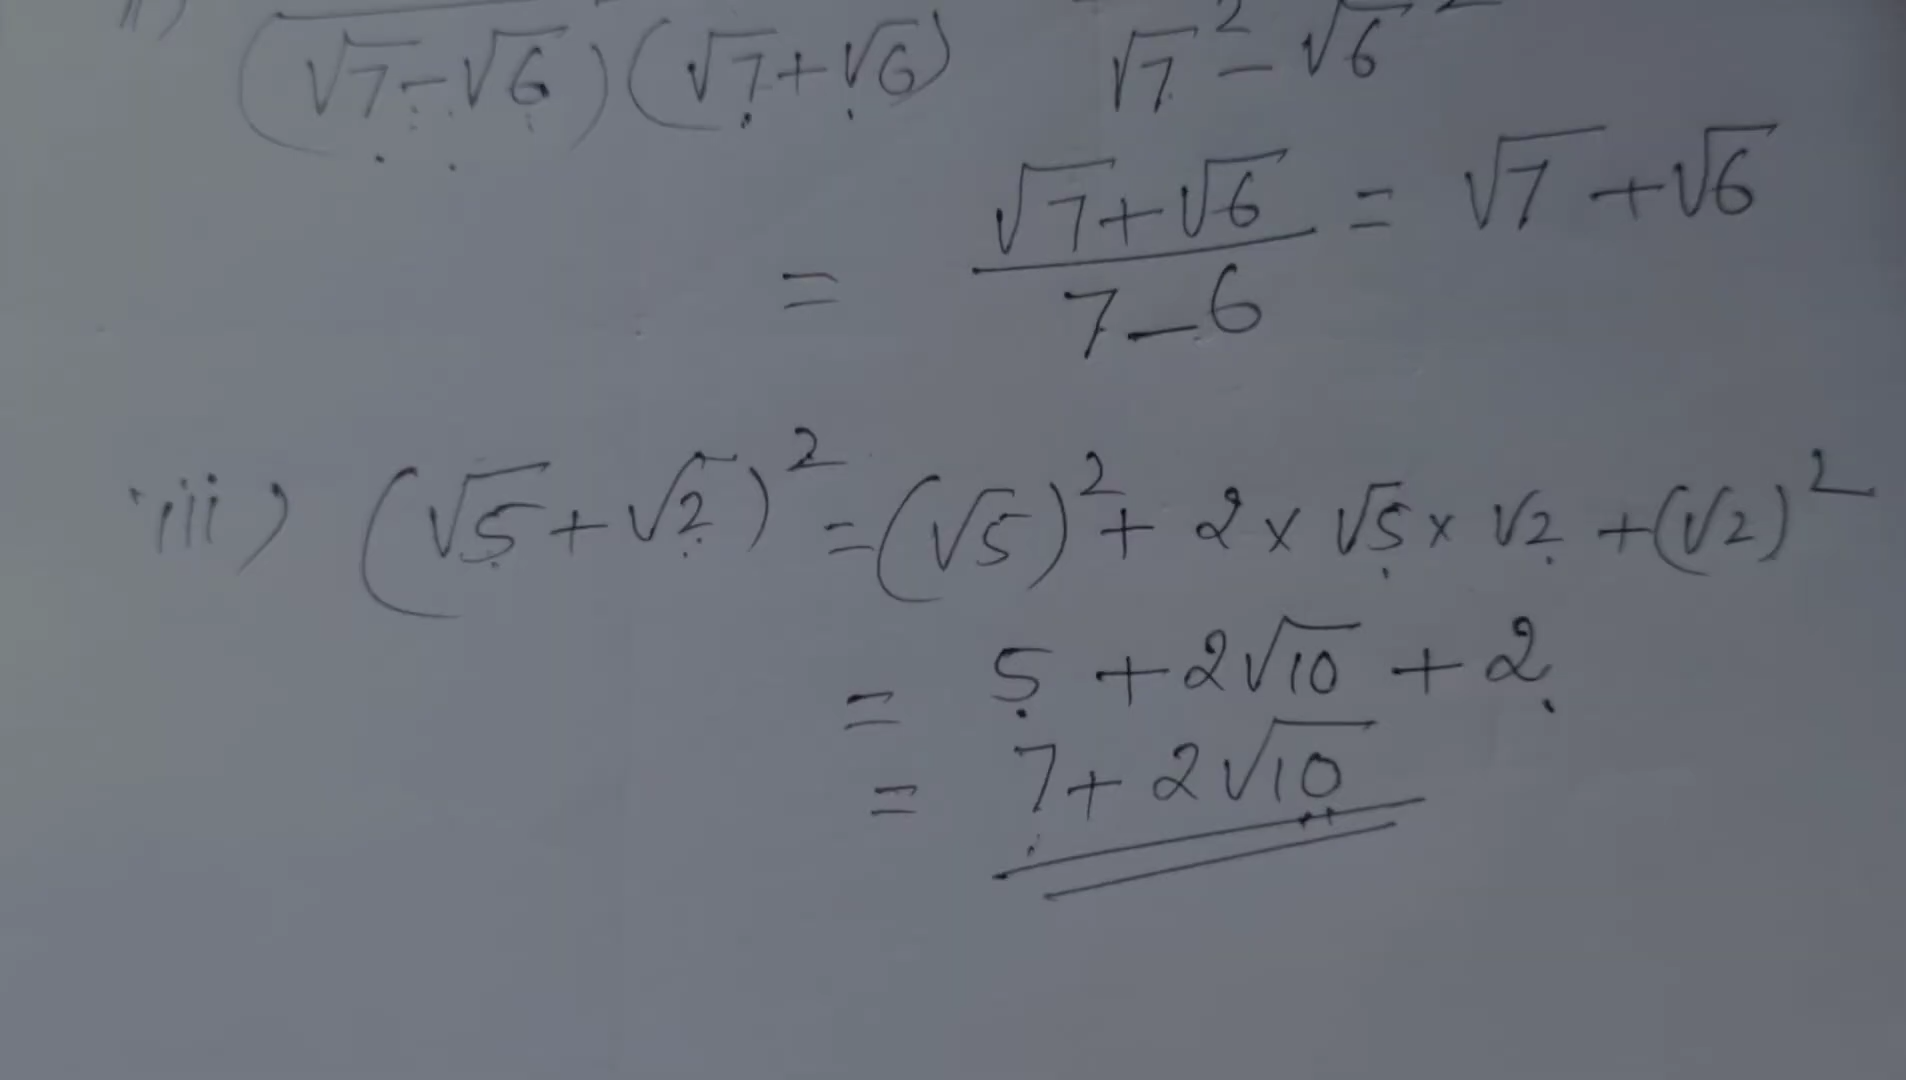 ii)
(√7-√6)(√7+√6) √7² - √6²
= (√7+√6)/(7-6) = √7+√6
iii) (√5+√2)² = (√5)² + 2 × √5 × √2 + (√2)²
= 5 + 2√10 + 2
= 7 + 2√10